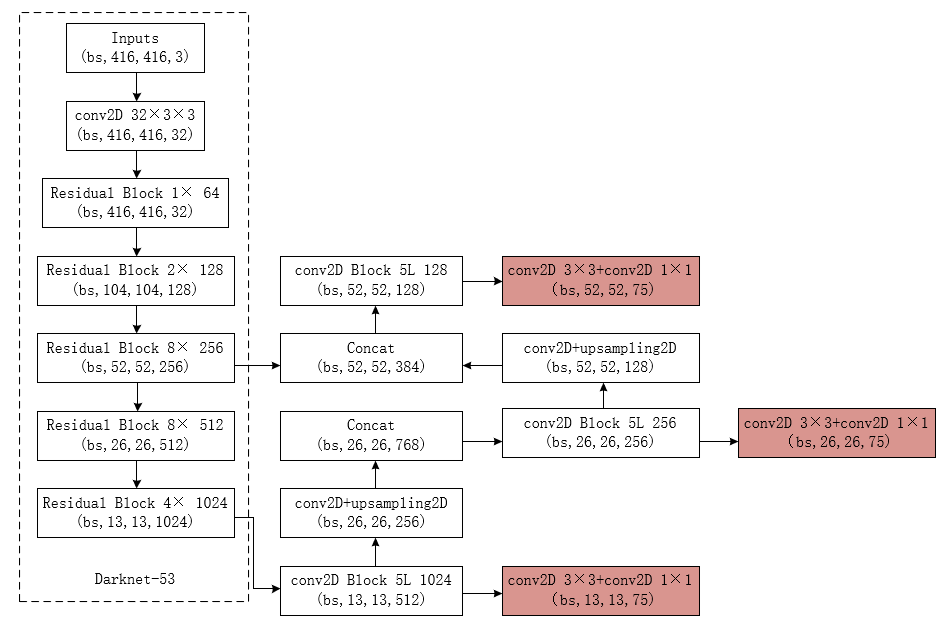 Inputs
(bs,416,416,3)
conv2D 32×3×3
(bs,416,416,32)
Residual Block 1× 64
(bs,416,416,32)
Residual Block 2× 128
(bs,104,104,128)
Residual Block 8× 256
(bs,52,52,256)
Residual Block 8× 512
(bs,26,26,512)
Residual Block 4× 1024
(bs,13,13,1024)
Darknet-53
conv2D Block 5L 128
(bs,52,52,128)
conv2D 3×3+conv2D 1×1
(bs,52,52,75)
Concat
(bs,52,52,384)
conv2D+upsampling2D
(bs,52,52,128)
Concat
(bs,26,26,768)
conv2D Block 5L 256
(bs,26,26,256)
conv2D 3×3+conv2D 1×1
(bs,26,26,75)
conv2D+upsampling2D
(bs,26,26,256)
conv2D Block 5L 1024
(bs,13,13,512)
conv2D 3×3+conv2D 1×1
(bs,13,13,75)